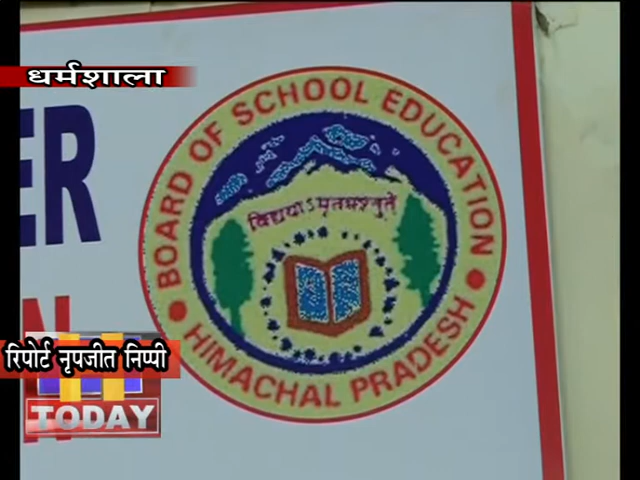 धर्मशाला
ER
N
BOARD OF SCHOOL EDUCATION
विद्ययाऽमृतमश्नुते
HIMACHAL PRADESH
रिपोर्ट नृपजीत निप्पी
TODAY